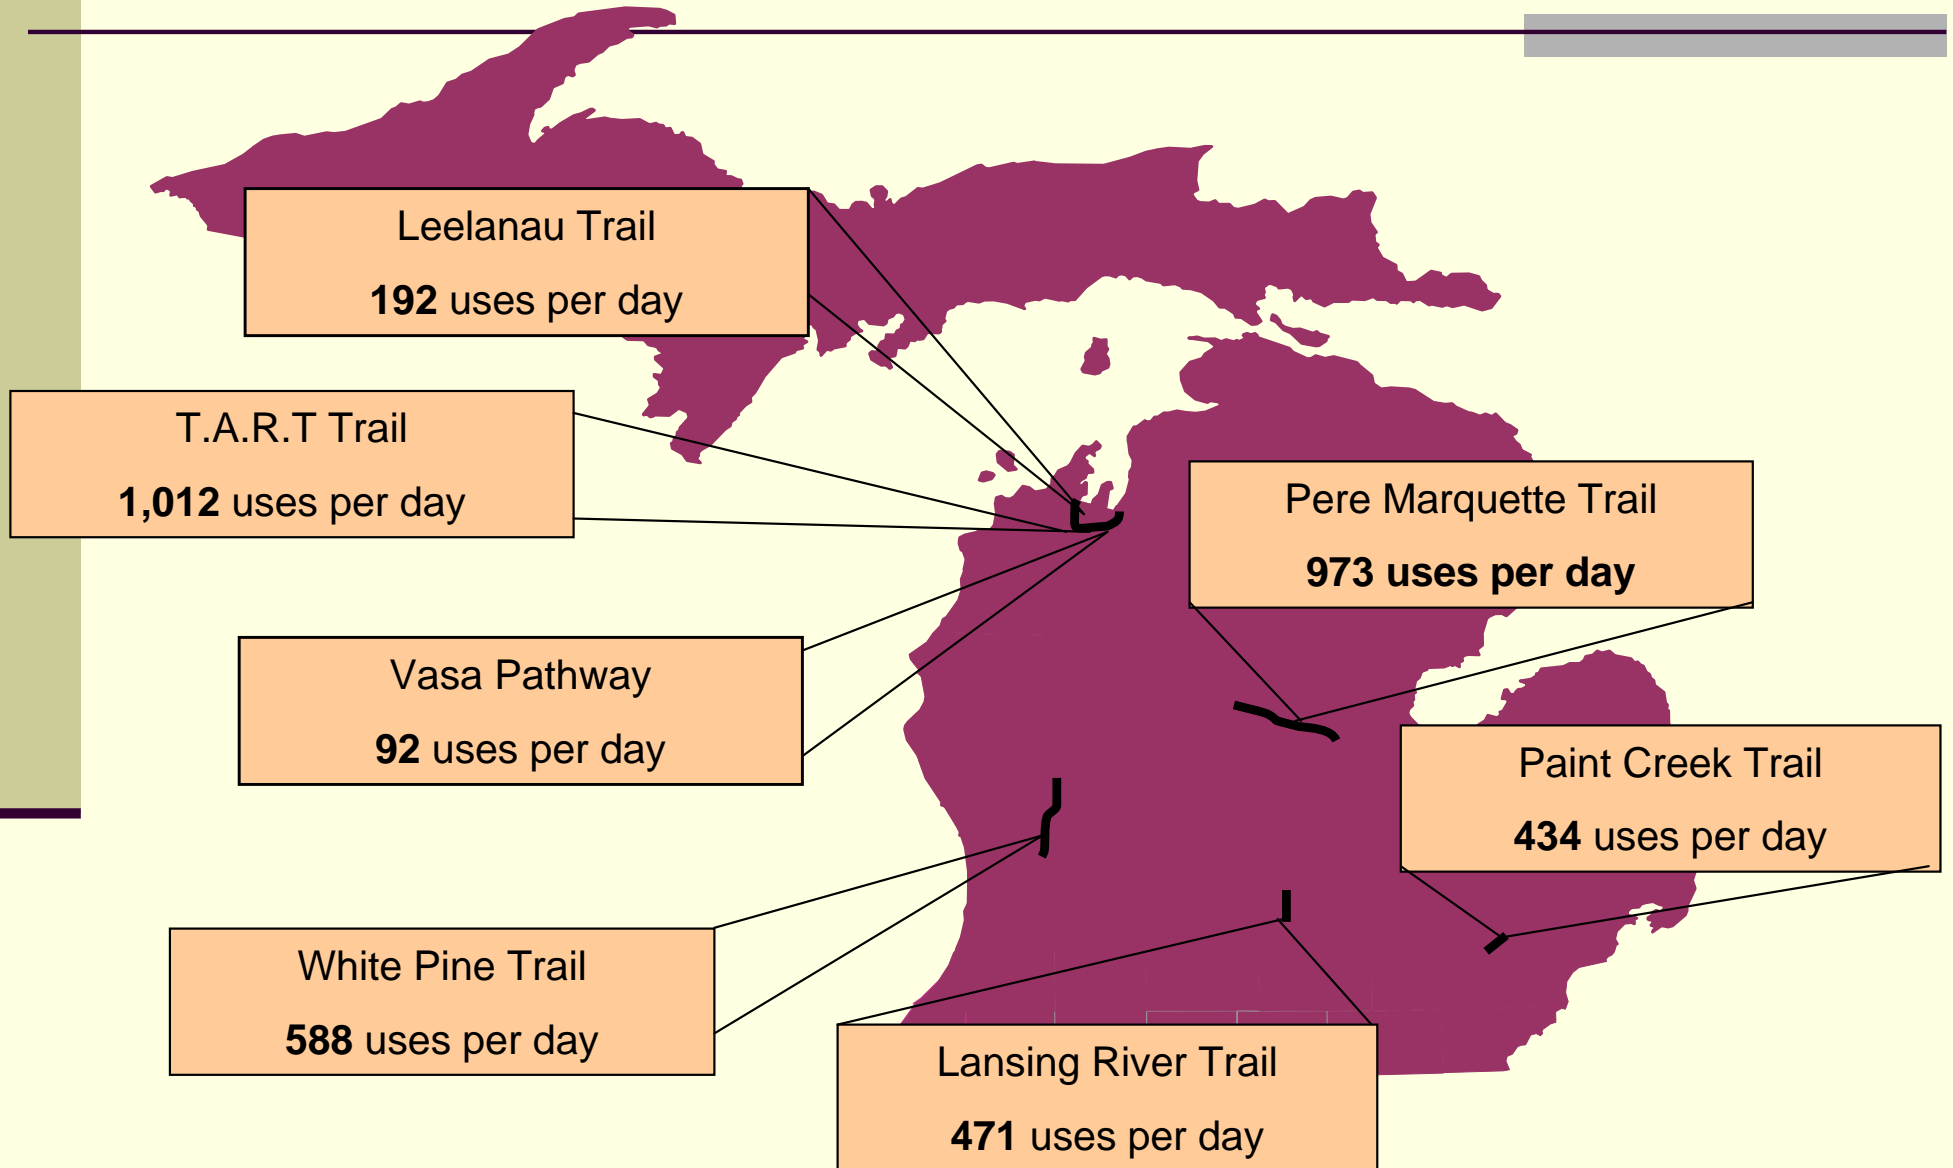 Leelanau Trail
192 uses per day
T.A.R.T Trail
1,012 uses per day
Pere Marquette Trail
973 uses per day
Vasa Pathway
92 uses per day
Paint Creek Trail
434 uses per day
White Pine Trail
588 uses per day
Lansing River Trail
471 uses per day